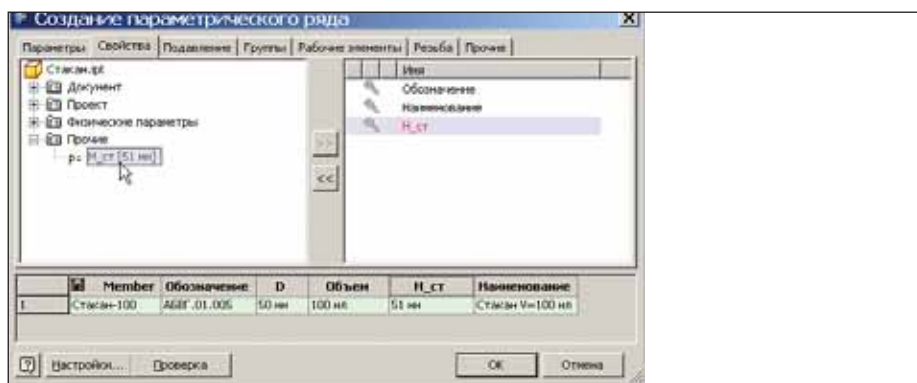 Создание параметрического ряда
Параметры Свойства Подавление Группы Рабочие элементы Резьба Прочие
Стакан.ipt
Документ
Проект
Физические параметры
Прочие
p= H_ст [51 мм]
>>
<<
Имя
Обозначение
Наименование
H_ст
Member Обозначение D Объем H_ст Наименование
1 Стакан-100 АБВГ.01.005 50 мм 100 мл 51 мм Стакан V=100 мл
? Настройки... Проверка OK Отмена